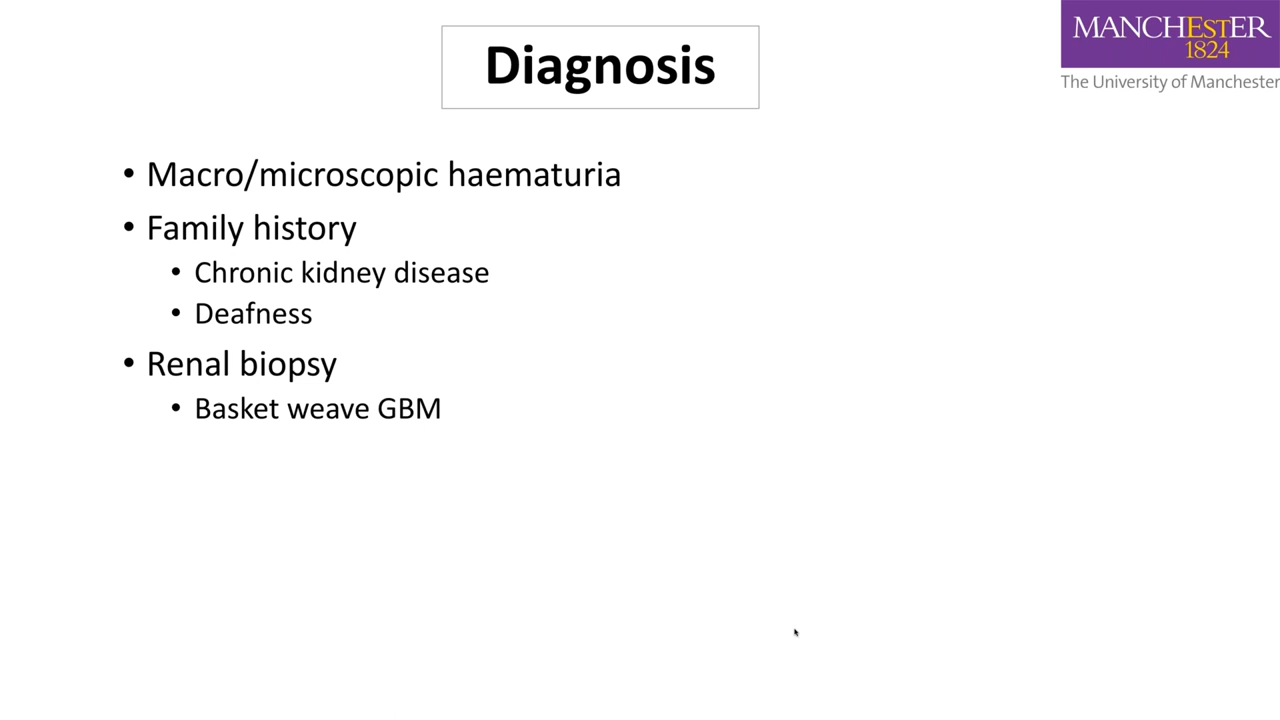 Diagnosis
MANCHESTER
1824
The University of Manchester
• Macro/microscopic haematuria
• Family history
• Chronic kidney disease
• Deafness
• Renal biopsy
• Basket weave GBM